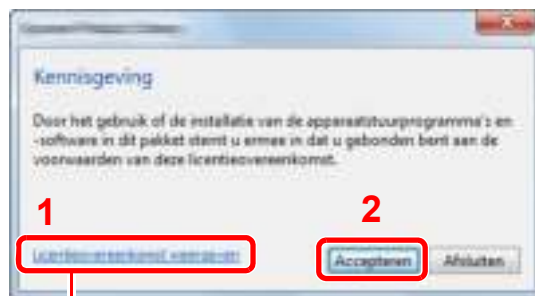 Kennisgeving
Door het gebruik of de installatie van de apparaatstuurprogramma's en
-software in dit pakket stemt u ermee in dat u gebonden bent aan de
voorwaarden van deze licentieovereenkomst.
1
2
Licentieovereenkomst weergeven
Accepteren
Afsluiten